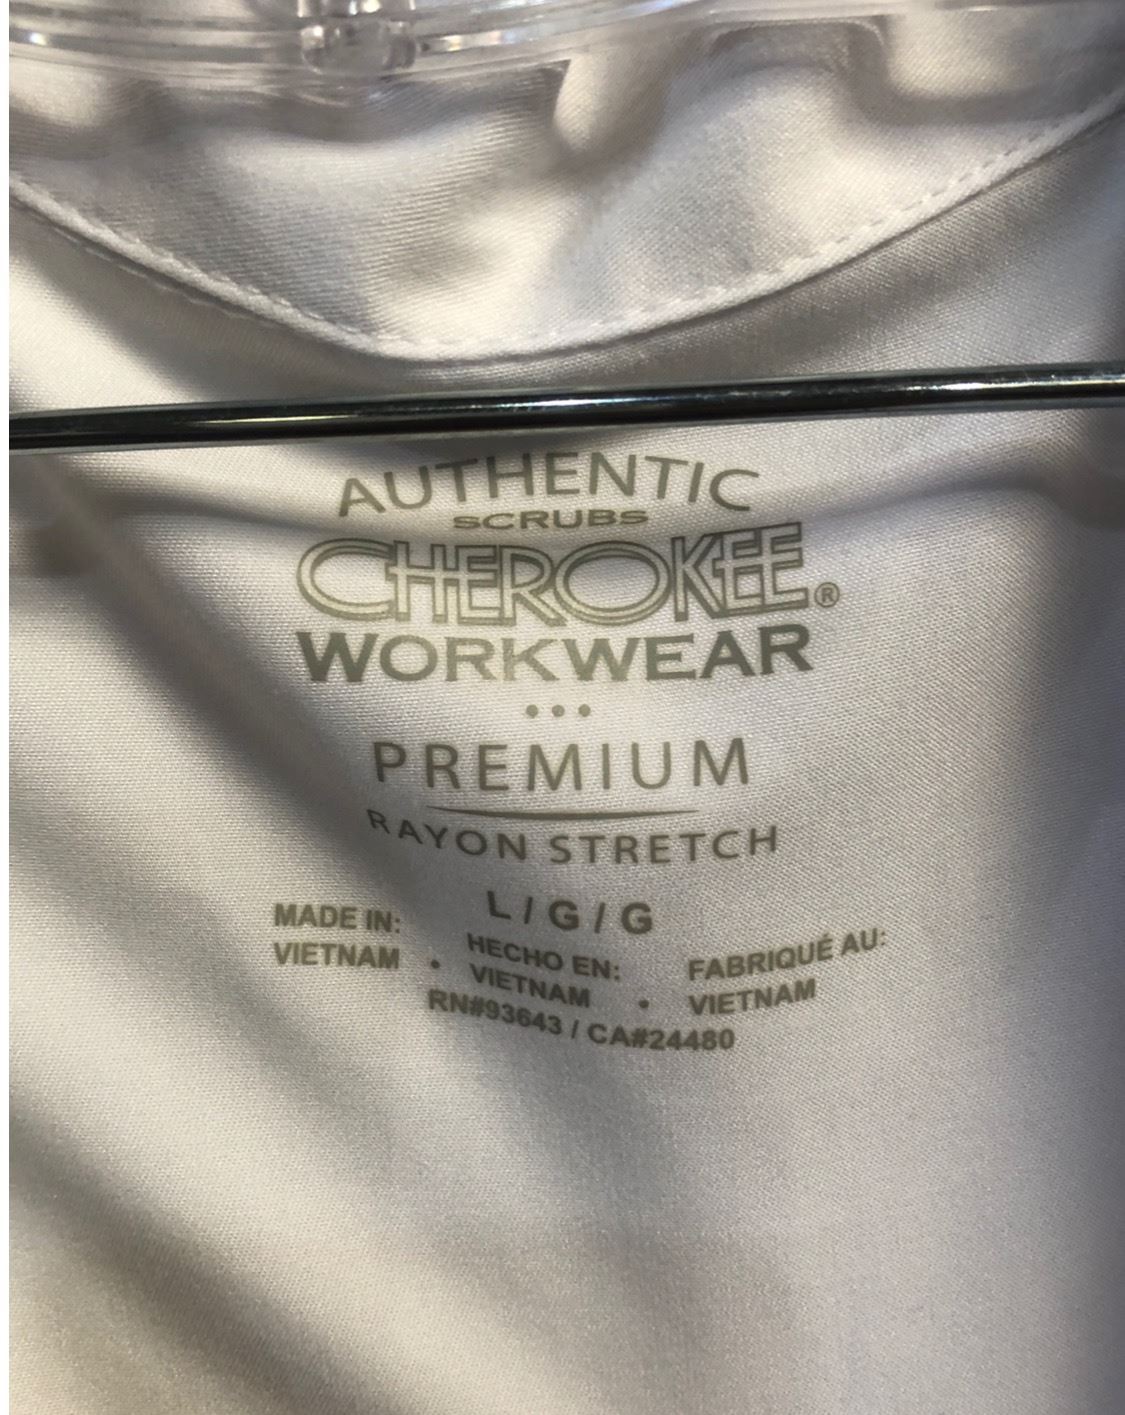 AUTHENTIC
SCRUBS
CHEROKEE®
WORKWEAR
•••
PREMIUM
RAYON STRETCH
L / G / G
MADE IN:
VIETNAM
•
HECHO EN:
VIETNAM
•
FABRIQUÉ AU:
VIETNAM
RN#93643 / CA#24480